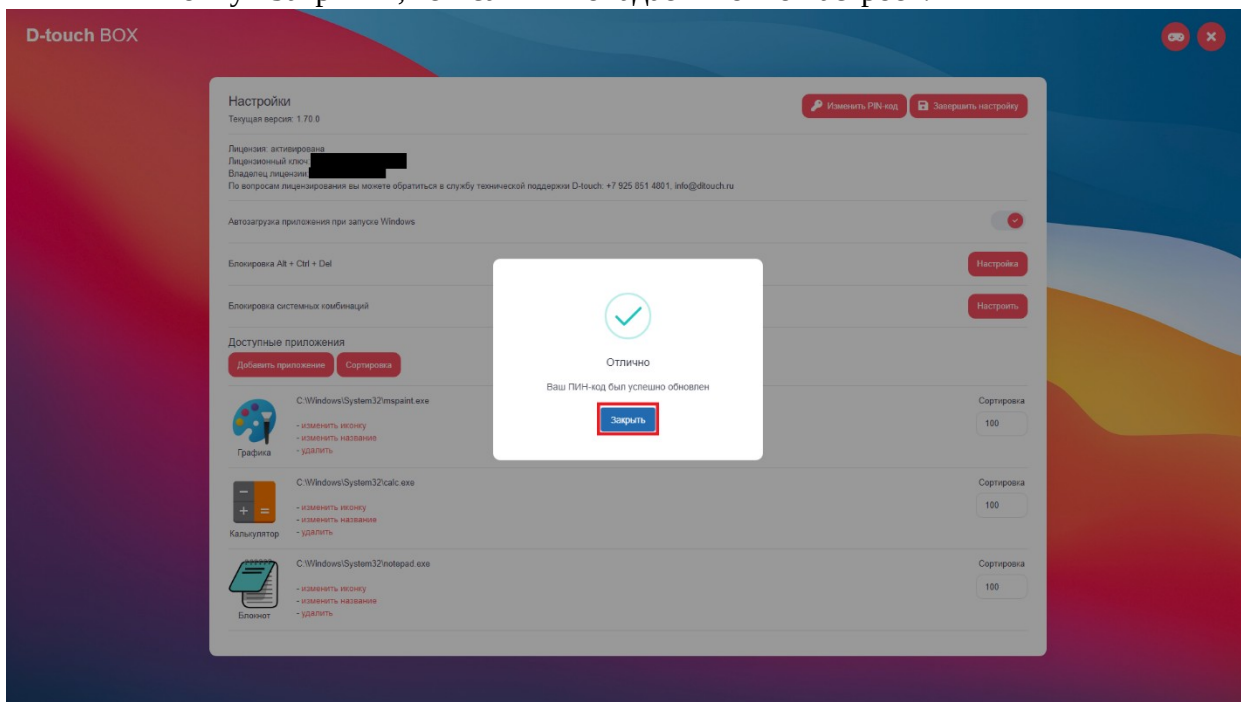 D-touch BOX
Настройки
Текущая версия: 1.70.0
Изменить PIN-код
Завершить настройку
Лицензия: активирована
Лицензионный ключ:
Владелец лицензии:
По вопросам лицензирования вы можете обратиться в службу технической поддержки D-touch: +7 925 851 4801, info@ditouch.ru
Автозагрузка приложения при запуске Windows
Блокировка Alt + Ctrl + Del
Настройка
Блокировка системных комбинаций
Настроить
Доступные приложения
Добавить приложение
Сортировка
Отлично
Ваш ПИН-код был успешно обновлен
Закрыть
C:\Windows\System32\mspaint.exe
- изменить иконку
- изменить название
- удалить
Графика
Сортировка
100
C:\Windows\System32\calc.exe
- изменить иконку
- изменить название
- удалить
Калькулятор
Сортировка
100
C:\Windows\System32\notepad.exe
- изменить иконку
- изменить название
- удалить
Блокнот
Сортировка
100